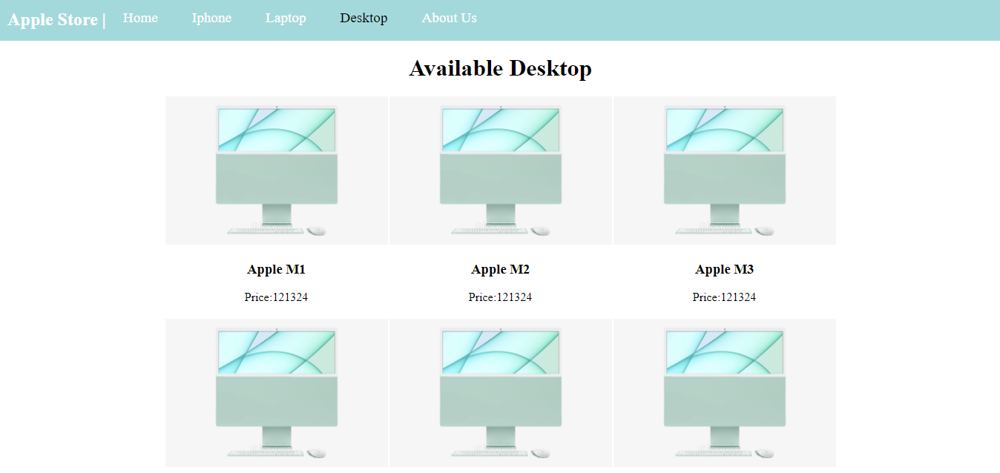 Apple Store | Home Iphone Laptop Desktop About Us
Available Desktop
Apple M1 Apple M2 Apple M3
Price:121324 Price:121324 Price:121324